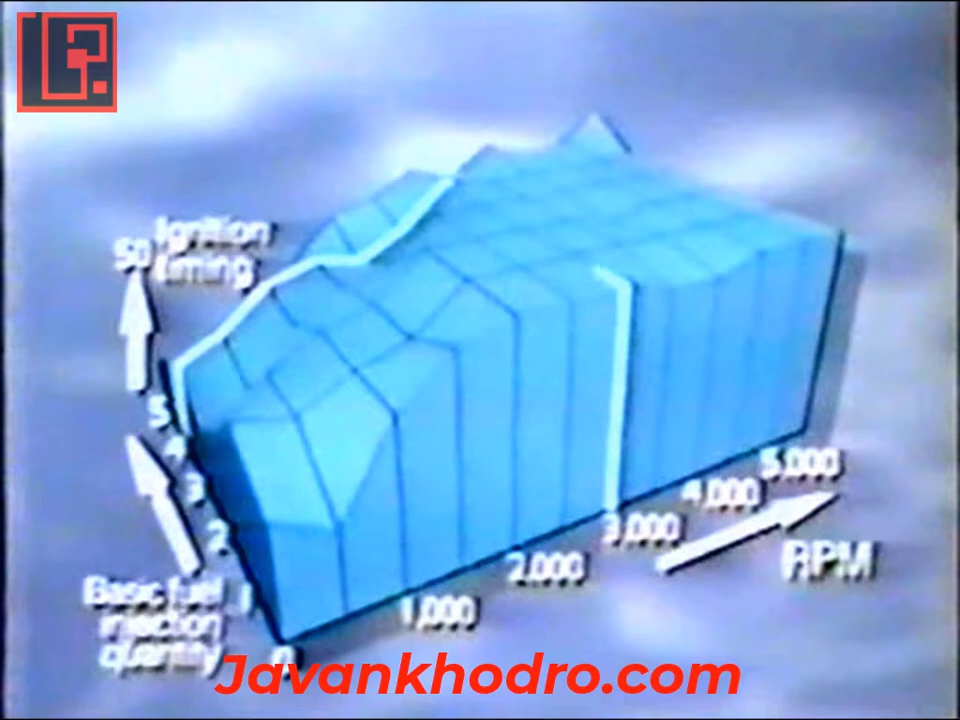 Ignition
50 timing
5
4
3
2
1
0
Basic fuel
injection
quantity
1,000
2,000
3,000
4,000
5,000
RPM
Javankhodro.com